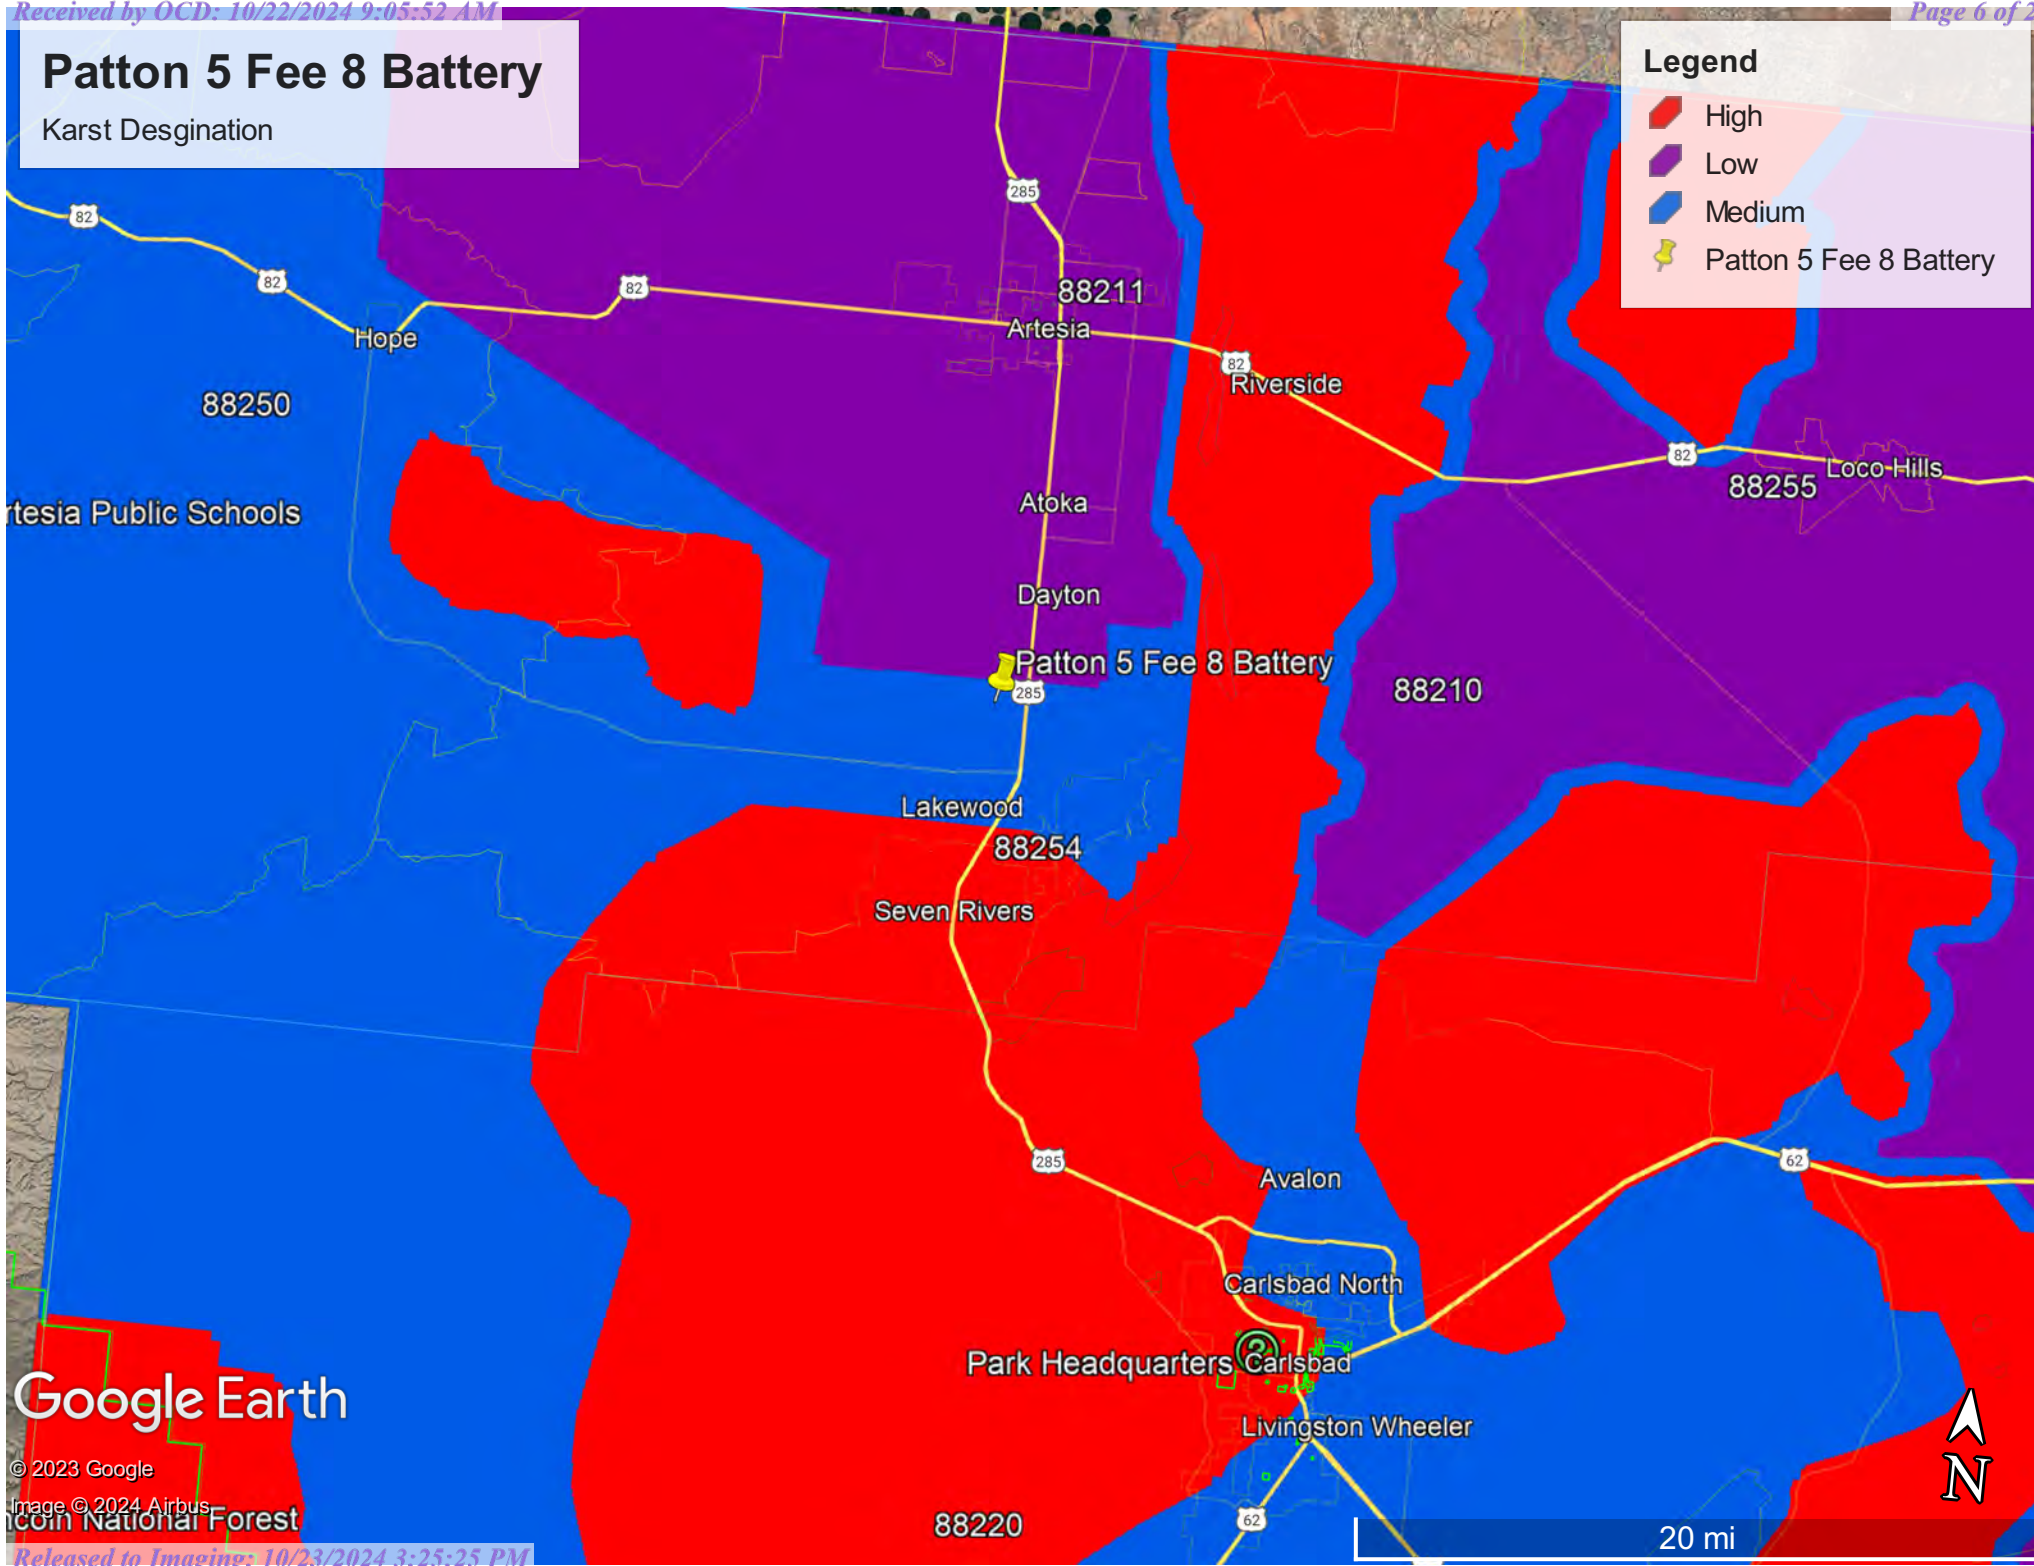 Received by OCD: 10/22/2024 9:05:52 AM
Page 6 of 2
Patton 5 Fee 8 Battery
Karst Desgination
Legend
High
Low
Medium
Patton 5 Fee 8 Battery
285
82
82
82
88211
Hope
Artesia
82
Riverside
88250
82
Loco Hills
88255
rtesia Public Schools
Atoka
Dayton
Patton 5 Fee 8 Battery
285
88210
Lakewood
88254
Seven Rivers
285
62
Avalon
Carlsbad North
Park Headquarters
Carlsbad
Google Earth
Livingston Wheeler
© 2023 Google
Image © 2024 Airbus
ncoln National Forest
88220
62
N
20 mi
Released to Imaging: 10/23/2024 3:25:25 PM